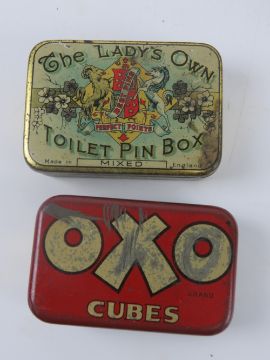 The LADY'S OWN
PERFECT POINTS
TOILET PIN BOX
Made in MIXED England
OXO
BRAND
CUBES